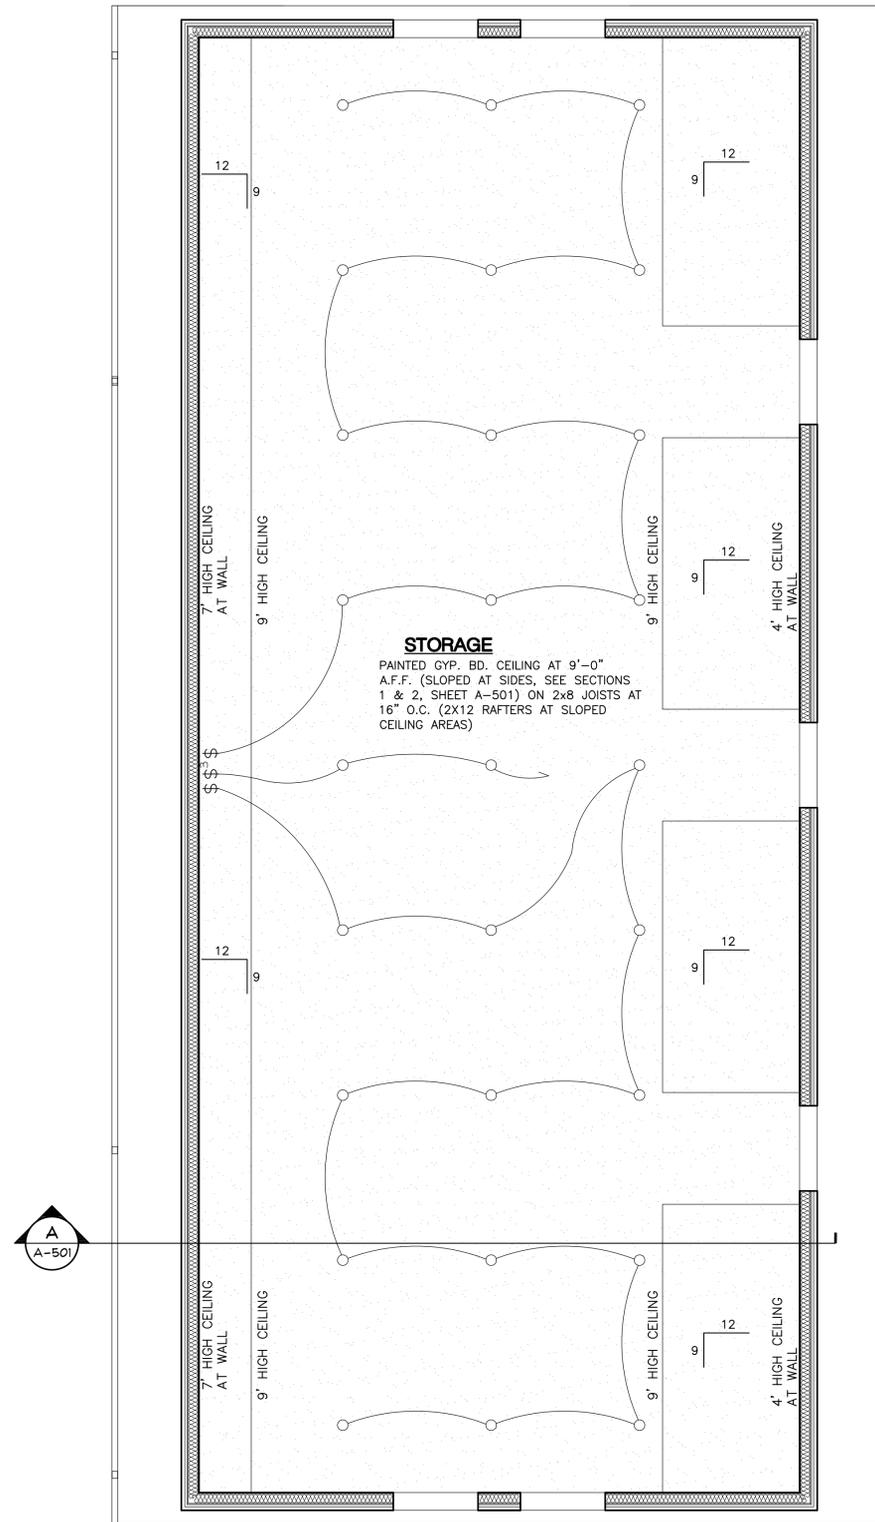 12
9
12
9
7' HIGH CEILING
AT WALL
9' HIGH CEILING
9' HIGH CEILING
12
9
4' HIGH CEILING
AT WALL
STORAGE
PAINTED GYP. BD. CEILING AT 9'-0"
A.F.F. (SLOPED AT SIDES, SEE SECTIONS
1 & 2, SHEET A-501) ON 2x8 JOISTS AT
16" O.C. (2X12 RAFTERS AT SLOPED
CEILING AREAS)
$
$ $3
$
12
9
12
9
A
A-501
7' HIGH CEILING
AT WALL
9' HIGH CEILING
9' HIGH CEILING
12
9
4' HIGH CEILING
AT WALL